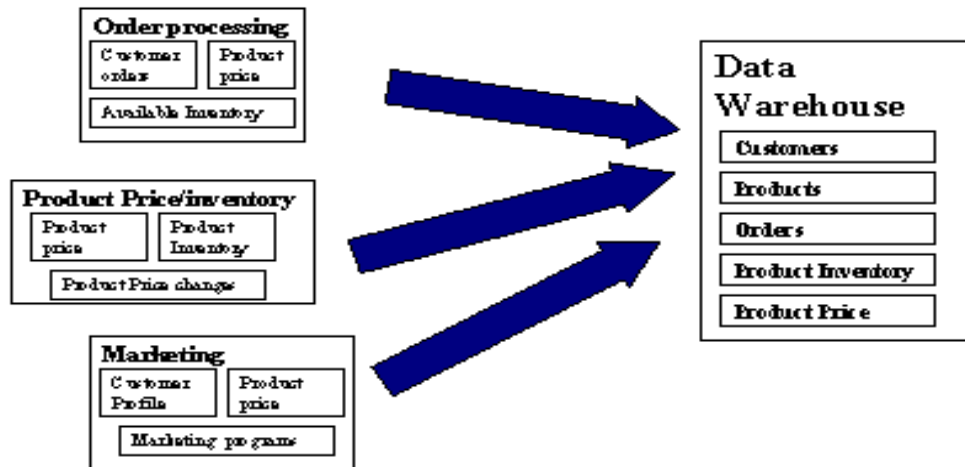 Order processing
Customer
orders
Product
price
Available Inventory
Product Price/inventory
Product
price
Product
Inventory
Product Price changes
Marketing
Customer
Profile
Product
price
Marketing programs
Data
Warehouse
Customers
Products
Orders
Product Inventory
Product Price